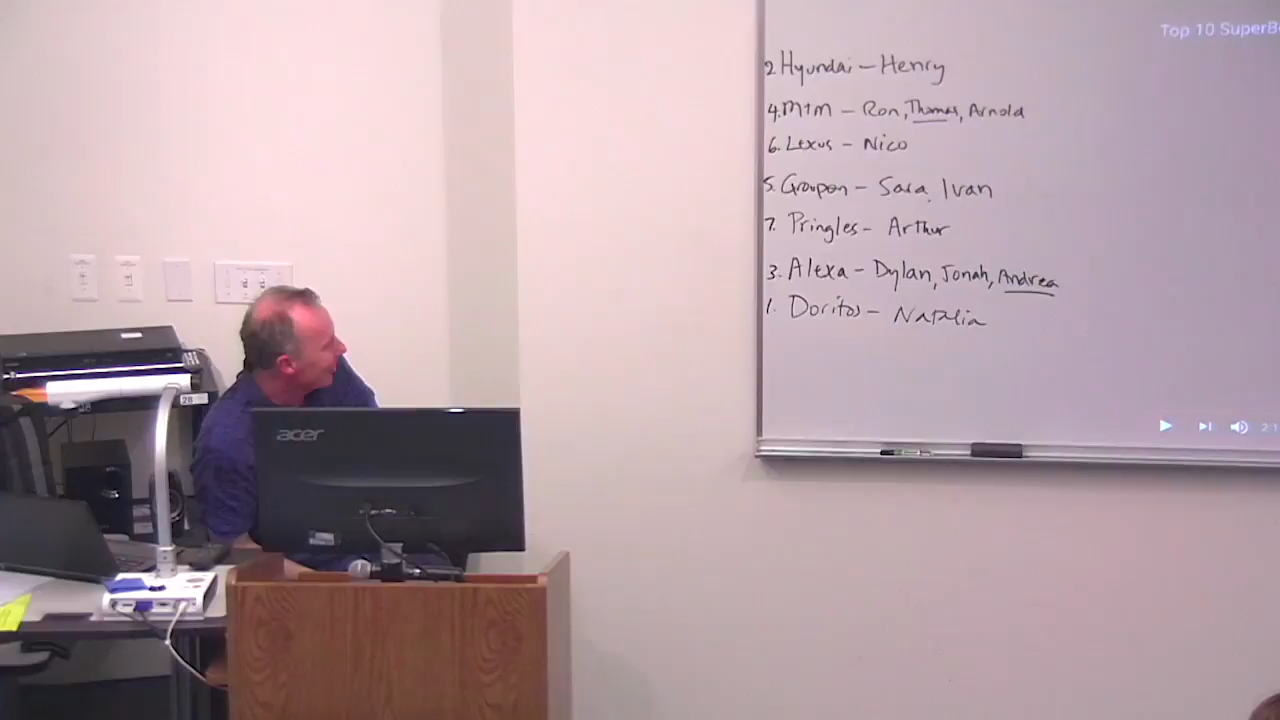 Top 10 SuperB
2 Hyundai - Henry
4. M+M - Ron, Thomas, Arnold
6. Lexus - Nico
5. Groupon - Sara, Ivan
7. Pringles - Arthur
3. Alexa - Dylan, Jonah, Andrea
1. Doritos - Natalia
acer
28